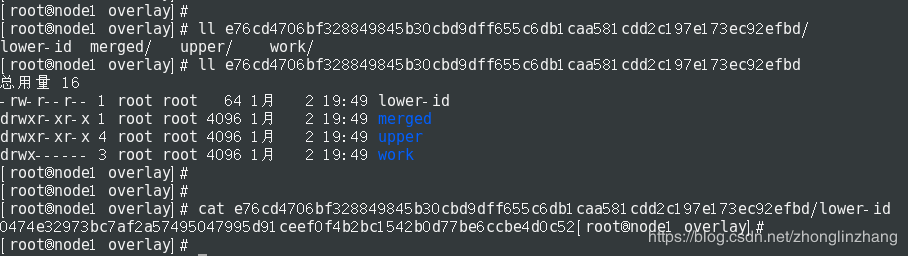 [root@node1 overlay]#
[root@node1 overlay]# ll e76cd4706bf328849845b30cbd9dff655c6db1caa581cdd2c197e173ec92efbd/
lower-id  merged/   upper/    work/
[root@node1 overlay]# ll e76cd4706bf328849845b30cbd9dff655c6db1caa581cdd2c197e173ec92efbd
总用量 16
-rw-r--r-- 1 root root   64 1月   2 19:49 lower-id
drwxr-xr-x 1 root root 4096 1月   2 19:49 merged
drwxr-xr-x 4 root root 4096 1月   2 19:49 upper
drwx------ 3 root root 4096 1月   2 19:49 work
[root@node1 overlay]#
[root@node1 overlay]#
[root@node1 overlay]# cat e76cd4706bf328849845b30cbd9dff655c6db1caa581cdd2c197e173ec92efbd/lower-id
0474e32973bc7af2a57495047995d91ceef0f4b2bc1542b0d77be6ccbe4d0c52[root@node1 overlay]#
[root@node1 overlay]#
https://blog.csdn.net/zhonglinzhang